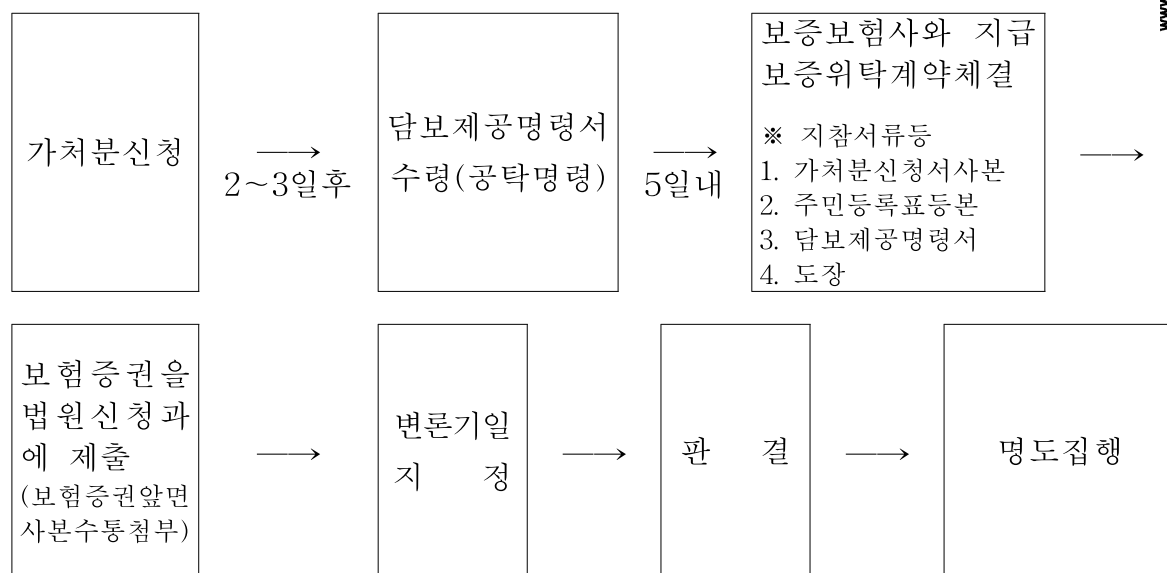 가처분신청
⟶
2~3일후
담보제공명령서
수령(공탁명령)
⟶
5일내
보증보험사와 지급
보증위탁계약체결
※ 지참서류등
1. 가처분신청서사본
2. 주민등록표등본
3. 담보제공명령서
4. 도장
⟶
보험증권을
법원신청과
에 제출
(보험증권앞면
사본수통첨부)
⟶
변론기일
지 정
⟶
판 결
⟶
명도집행